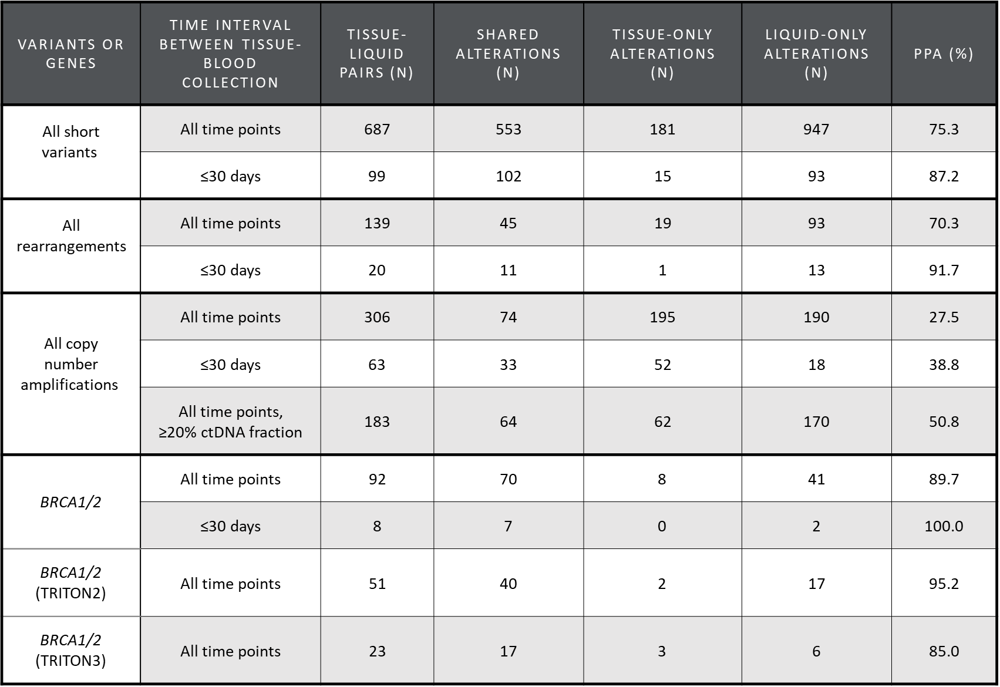 VARIANTS OR
GENES
TIME INTERVAL
BETWEEN TISSUE-
BLOOD
COLLECTION
TISSUE-
LIQUID
PAIRS (N)
SHARED
ALTERATIONS
(N)
TISSUE-ONLY
ALTERATIONS
(N)
LIQUID-ONLY
ALTERATIONS
(N)
PPA (%)
All short
variants
All time points 687 553 181 947 75.3
≤30 days 99 102 15 93 87.2
All
rearrangements
All time points 139 45 19 93 70.3
≤30 days 20 11 1 13 91.7
All copy
number
amplifications
All time points 306 74 195 190 27.5
≤30 days 63 33 52 18 38.8
All time points,
≥20% ctDNA fraction 183 64 62 170 50.8
BRCA1/2
All time points 92 70 8 41 89.7
≤30 days 8 7 0 2 100.0
BRCA1/2
(TRITON2)
All time points 51 40 2 17 95.2
BRCA1/2
(TRITON3)
All time points 23 17 3 6 85.0